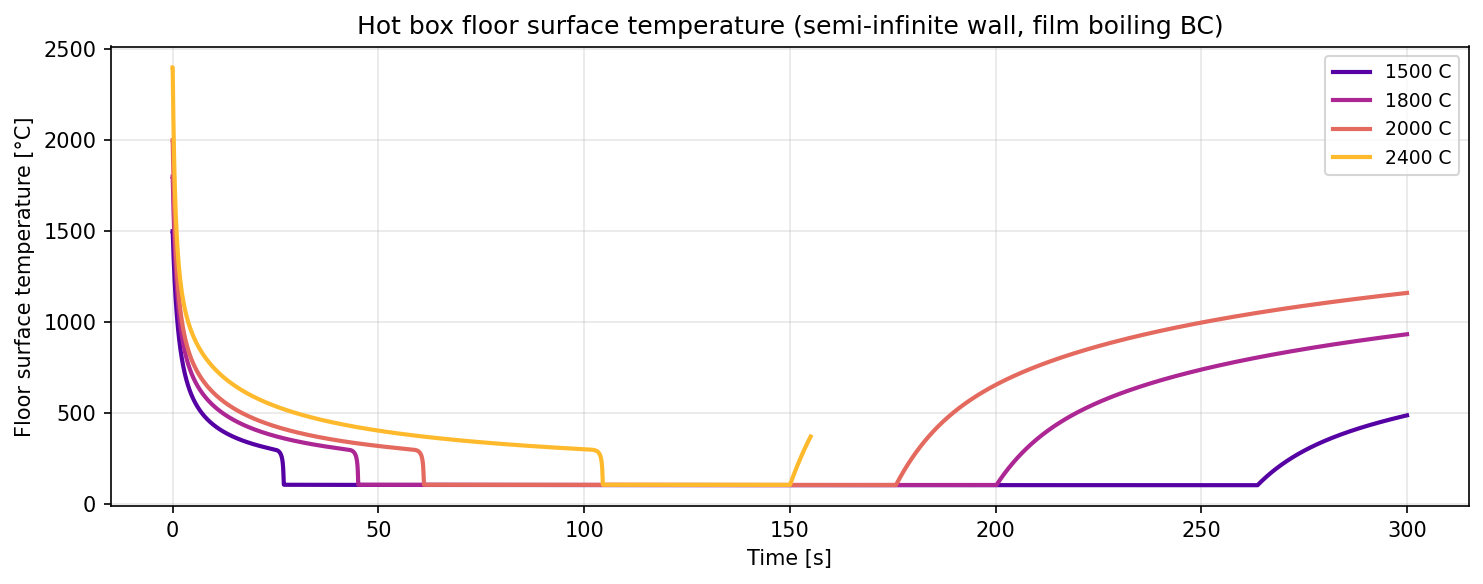 Hot box floor surface temperature (semi-infinite wall, film boiling BC)
Floor surface temperature [°C]
2500
2000
1500
1000
500
0
1500 C
1800 C
2000 C
2400 C
0
50
100
150
200
250
300
Time [s]